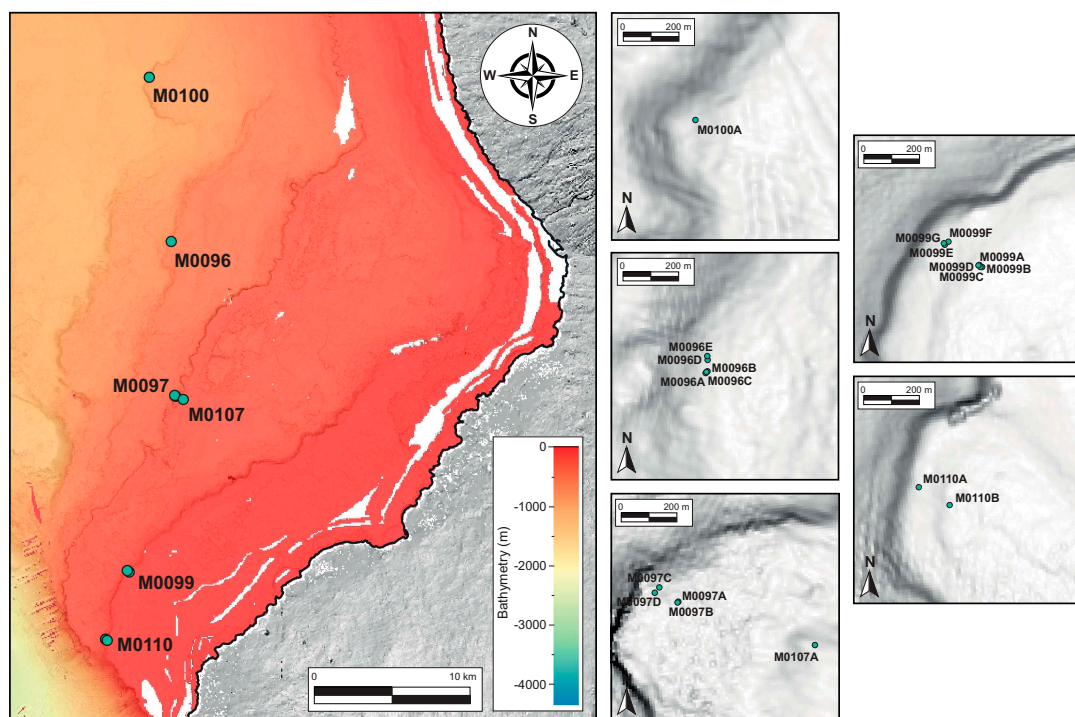 M0100
M0096
M0097
M0107
M0099
M0110
N
W
E
S
0
-1000
-2000
-3000
-4000
Bathymetry (m)
0
10 km
0
200 m
M0100A
N
0
200 m
M0096E
M0096D
M0096B
M0096A
M0096C
N
0
200 m
M0097C
M0097D
M0097A
M0097B
M0107A
N
0
200 m
M0099G
M0099F
M0099E
M0099A
M0099D
M0099B
M0099C
N
0
200 m
M0110A
M0110B
N